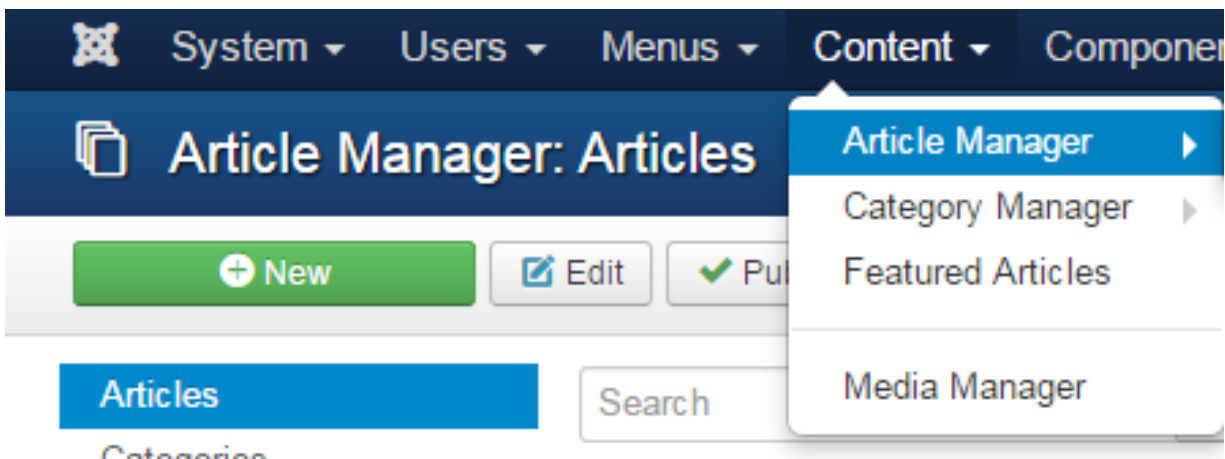 System Users Menus Content Componen
Article Manager: Articles
Article Manager
Category Manager
Featured Articles
Media Manager
New Edit Pu
Articles
Search
Categories